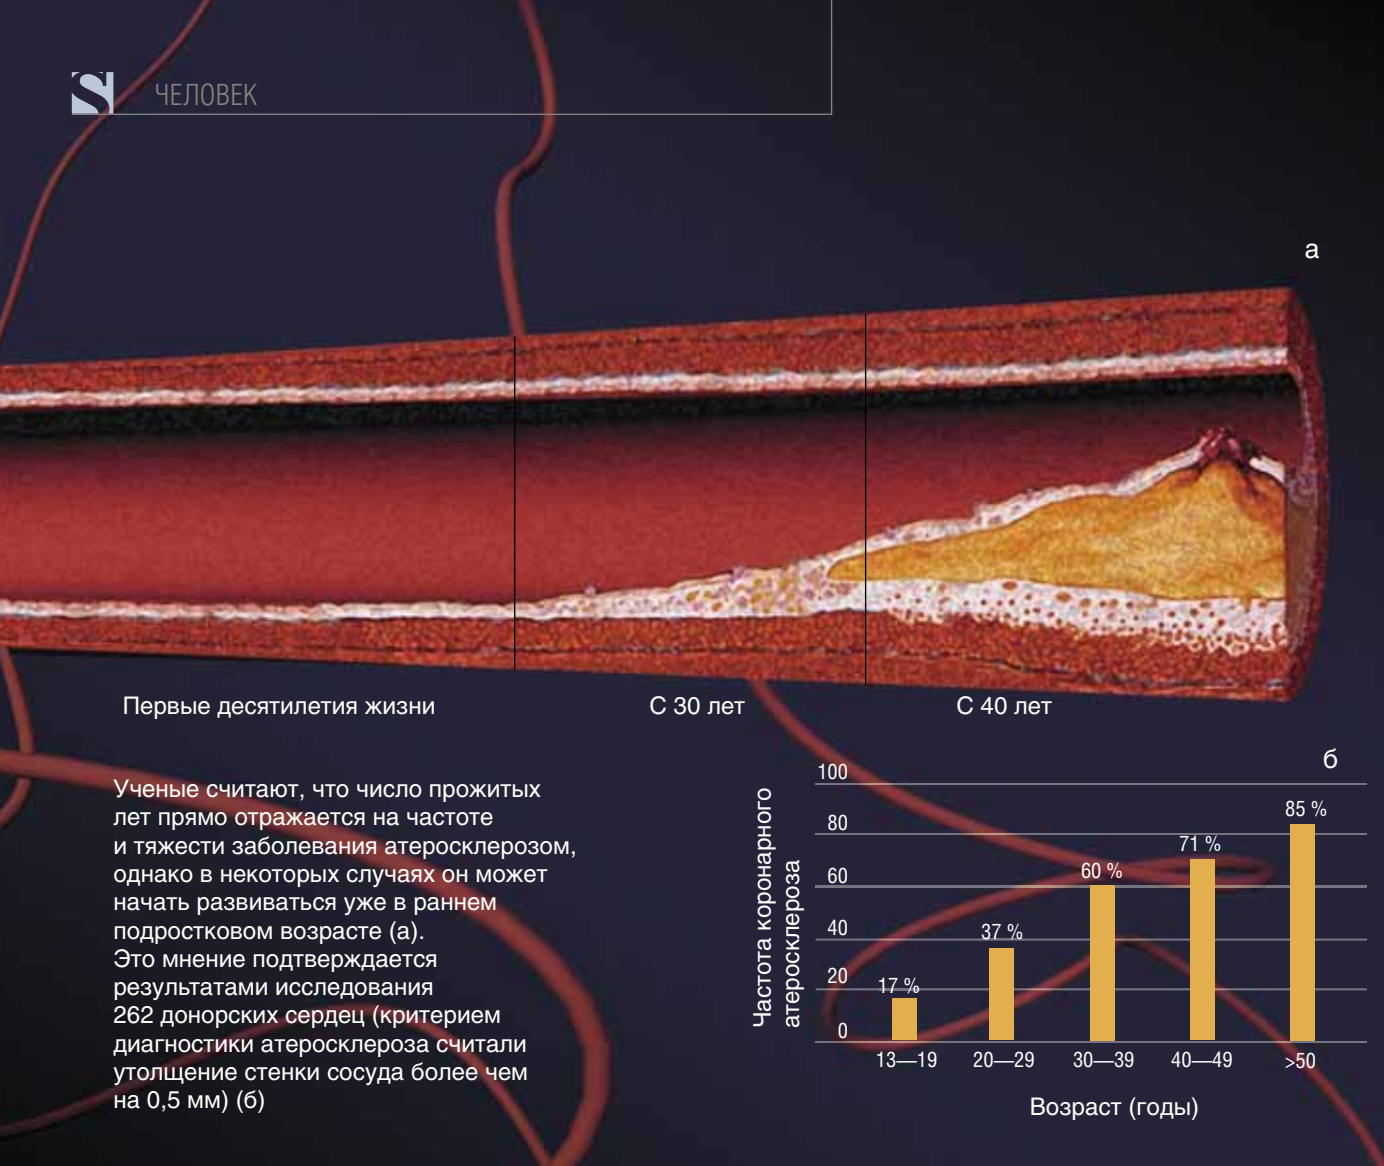 S ЧЕЛОВЕК
а
Первые десятилетия жизни
С 30 лет
С 40 лет
Ученые считают, что число прожитых
лет прямо отражается на частоте
и тяжести заболевания атеросклерозом,
однако в некоторых случаях он может
начать развиваться уже в раннем
подростковом возрасте (а).
Это мнение подтверждается
результатами исследования
262 донорских сердец (критерием
диагностики атеросклероза считали
утолщение стенки сосуда более чем
на 0,5 мм) (б)
б
Частота коронарного
атеросклероза
100
80
60
40
20
0
17 %
37 %
60 %
71 %
85 %
13—19
20—29
30—39
40—49
>50
Возраст (годы)